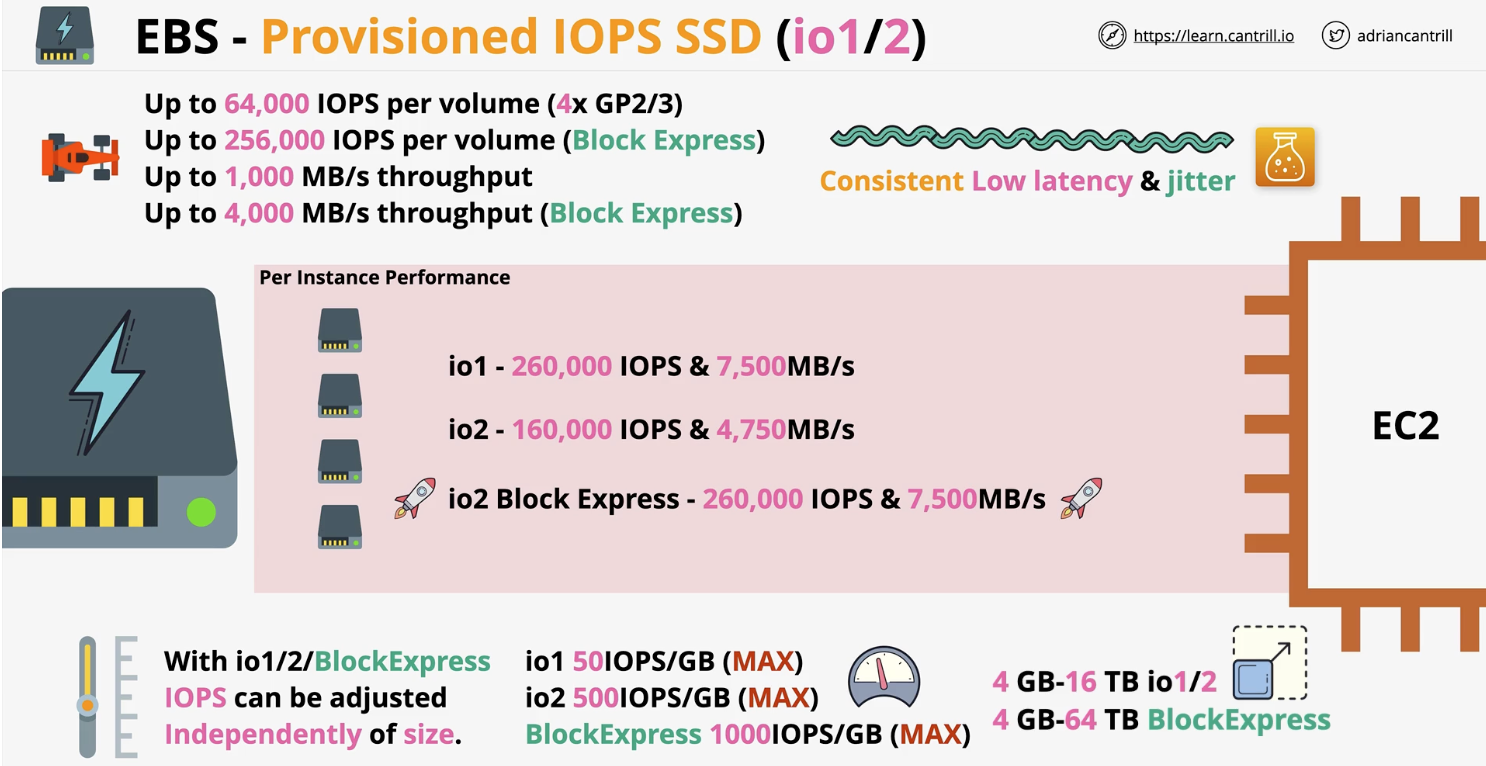 EBS - Provisioned IOPS SSD (io1/2)
https://learn.cantrill.io
adriancantrill
Up to 64,000 IOPS per volume (4x GP2/3)
Up to 256,000 IOPS per volume (Block Express)
Up to 1,000 MB/s throughput
Up to 4,000 MB/s throughput (Block Express)
Consistent Low latency & jitter
Per Instance Performance
io1 - 260,000 IOPS & 7,500MB/s
io2 - 160,000 IOPS & 4,750MB/s
io2 Block Express - 260,000 IOPS & 7,500MB/s
EC2
With io1/2/BlockExpress
IOPS can be adjusted
Independently of size.
io1 50IOPS/GB (MAX)
io2 500IOPS/GB (MAX)
BlockExpress 1000IOPS/GB (MAX)
4 GB-16 TB io1/2
4 GB-64 TB BlockExpress